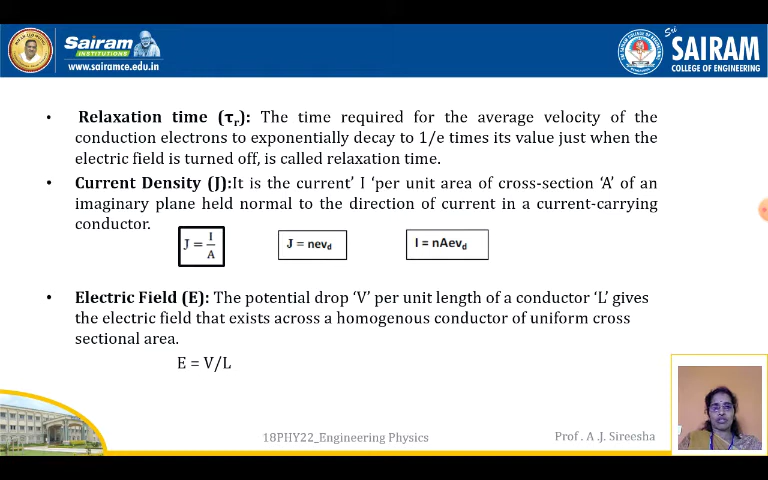 Sairam
INSTITUTIONS
www.sairamce.edu.in
Sri
SAIRAM
COLLEGE OF ENGINEERING
• Relaxation time (τr): The time required for the average velocity of the
conduction electrons to exponentially decay to 1/e times its value just when the
electric field is turned off, is called relaxation time.
• Current Density (J):It is the current' I 'per unit area of cross-section 'A' of an
imaginary plane held normal to the direction of current in a current-carrying
conductor.
J = I/A J = nevd I = nAevd
• Electric Field (E): The potential drop 'V' per unit length of a conductor 'L' gives
the electric field that exists across a homogenous conductor of uniform cross
sectional area.
E = V/L
18PHY22_Engineering Physics
Prof . A .J. Sireesha